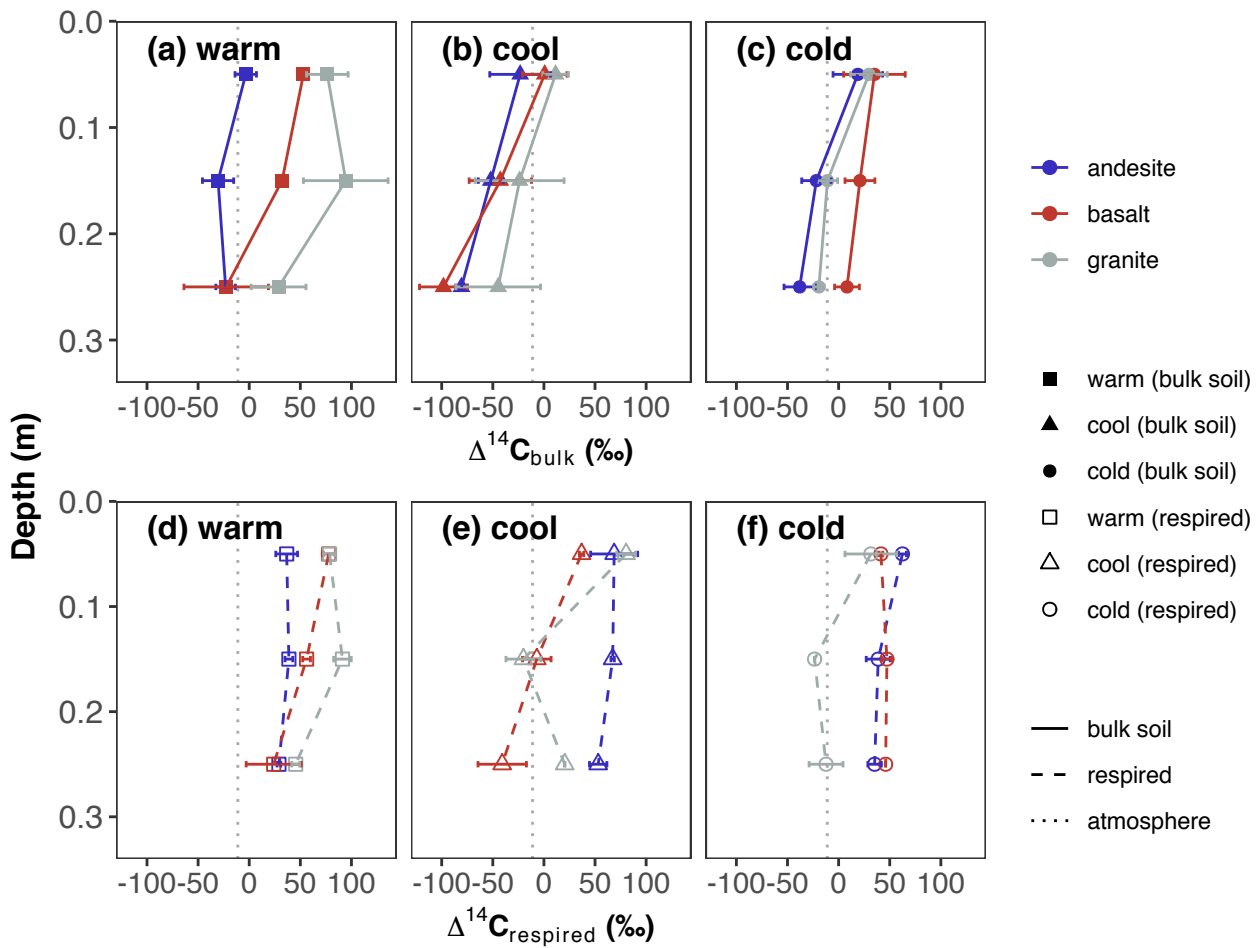 (a) warm
(b) cool
(c) cold
0.0
0.1
0.2
0.3
-100 -50 0 50 100
-100 -50 0 50 100
-100 -50 0 50 100
Δ¹⁴C_bulk (‰)
Depth (m)
(d) warm
(e) cool
(f) cold
0.0
0.1
0.2
0.3
-100 -50 0 50 100
-100 -50 0 50 100
-100 -50 0 50 100
Δ¹⁴C_respired (‰)
andesite
basalt
granite
warm (bulk soil)
cool (bulk soil)
cold (bulk soil)
warm (respired)
cool (respired)
cold (respired)
bulk soil
respired
atmosphere